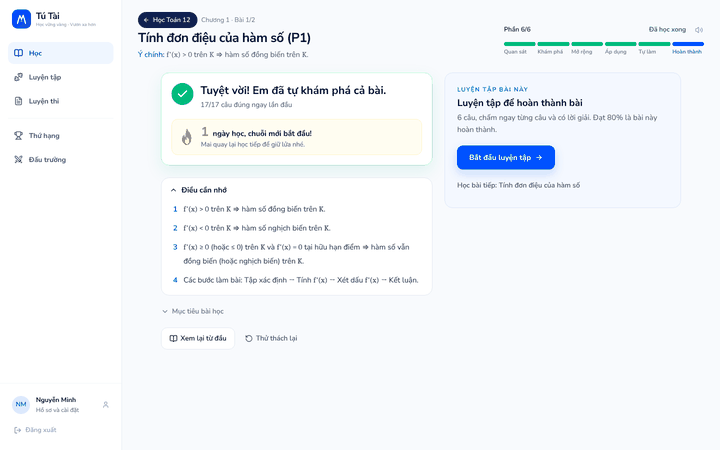 Tú Tài
Học vững vàng · Vươn xa hơn
Học
Luyện tập
Luyện thi
Thứ hạng
Đấu trường
NM
Nguyễn Minh
Hồ sơ và cài đặt
Đăng xuất
← Học Toán 12 Chương 1 · Bài 1/2
Tính đơn điệu của hàm số (P1)
Ý chính: f′(x) > 0 trên K ⇒ hàm số đồng biến trên K.
Phần 6/6 Đã học xong
Quan sát Khám phá Mở rộng Áp dụng Tự làm Hoàn thành
Tuyệt vời! Em đã tự khám phá cả bài.
17/17 câu đúng ngay lần đầu
1 ngày học, chuỗi mới bắt đầu!
Mai quay lại học tiếp để giữ lửa nhé.
Điều cần nhớ
1 f′(x) > 0 trên K ⇒ hàm số đồng biến trên K.
2 f′(x) < 0 trên K ⇒ hàm số nghịch biến trên K.
3 f′(x) ≥ 0 (hoặc ≤ 0) trên K và f′(x) = 0 tại hữu hạn điểm ⇒ hàm số vẫn
đồng biến (hoặc nghịch biến) trên K.
4 Các bước làm bài: Tập xác định → Tính f′(x) → Xét dấu f′(x) → Kết luận.
Mục tiêu bài học
Xem lại từ đầu Thử thách lại
LUYỆN TẬP BÀI NÀY
Luyện tập để hoàn thành bài
6 câu, chấm ngay từng câu và có lời giải. Đạt 80% là bài này
hoàn thành.
Bắt đầu luyện tập →
Học bài tiếp: Tính đơn điệu của hàm số